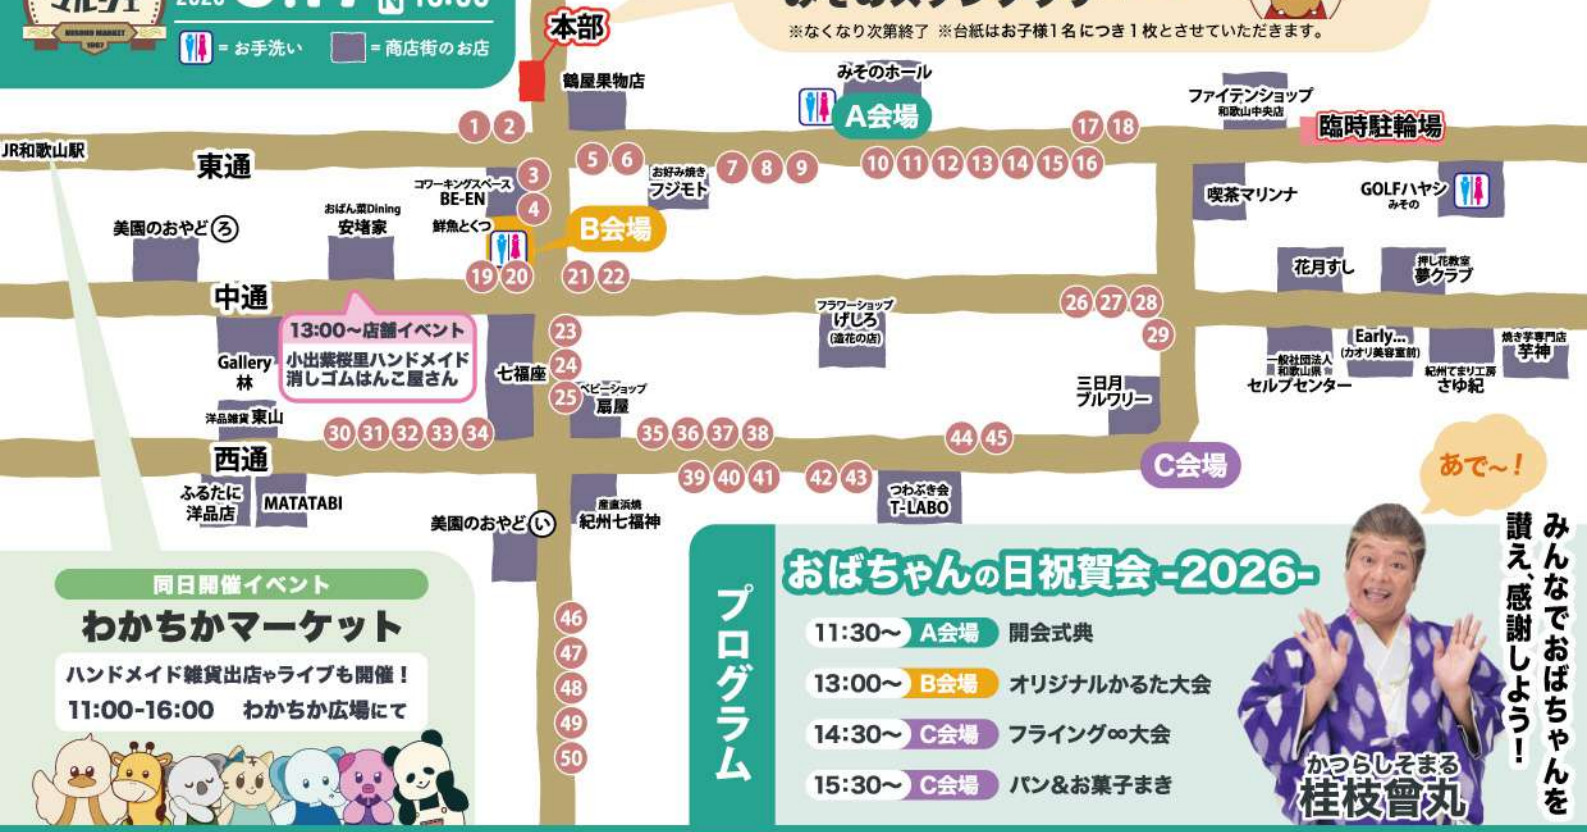 = お手洗い
= 商店街のお店
本部
※なくなり次第終了 ※台紙はお子様1名につき1枚とさせていただきます。
鶴屋果物店
みそのホール
A会場
ファイテンショップ
和歌山中央店
臨時駐輪場
1 2
17 18
JR和歌山駅
東通
5 6
7 8 9
10 11 12 13 14 15 16
コワーキングスペース
BE-EN
3
4
お好み焼き
フジモト
喫茶マリンナ
GOLFハヤシ
みその
美園のおやど ろ
おばん菜Dining
安堵家
鮮魚とくつ
B会場
花月すし
押し花教室
夢クラブ
19 20
21 22
中通
26 27 28
29
13:00~店舗イベント
小出紫桜里ハンドメイド
消しゴムはんこ屋さん
Gallery
林
七福座
23
24
25
フラワーショップ
げしろ
(造花の店)
一般社団法人
和歌山県
セルプセンター
Early...
(カオリ美容室前)
紀州てまり工房
さゆ紀
焼き芋専門店
芋神
洋品雑貨 東山
30 31 32 33 34
ベビーショップ
扇屋
35 36 37 38
三日月
ブルワリー
44 45
西通
39 40 41
42 43
C会場
ふるたに
洋品店
MATATABI
美園のおやど い
産直浜焼
紀州七福神
つわぶき会
T-LABO
46
47
48
49
50
同日開催イベント
わかちかマーケット
ハンドメイド雑貨出店やライブも開催！
11:00-16:00 わかちか広場にて
プログラム
おばちゃんの日祝賀会 -2026-
11:30~ A会場 開会式典
13:00~ B会場 オリジナルかるた大会
14:30~ C会場 フライング∞大会
15:30~ C会場 パン&お菓子まき
あで~！
みんなでおばちゃんを
讃え、感謝しよう！
かつらしそまる
桂枝曾丸